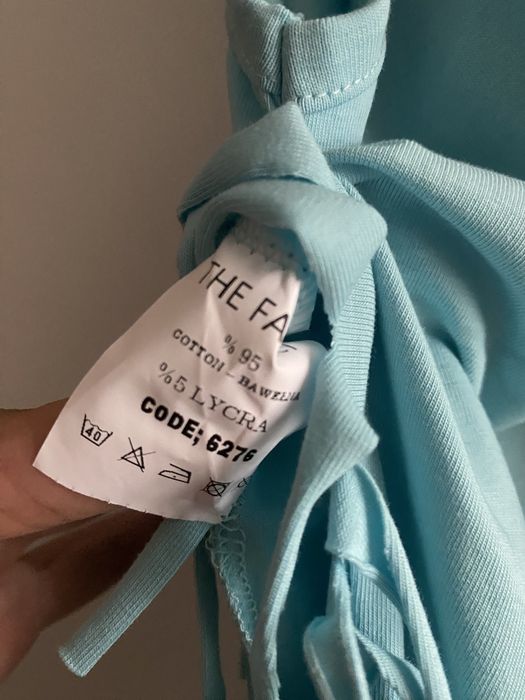 THE FA
% 95
COTTON - BAWEŁNA
%5 LYCRA
CODE; 6276
40